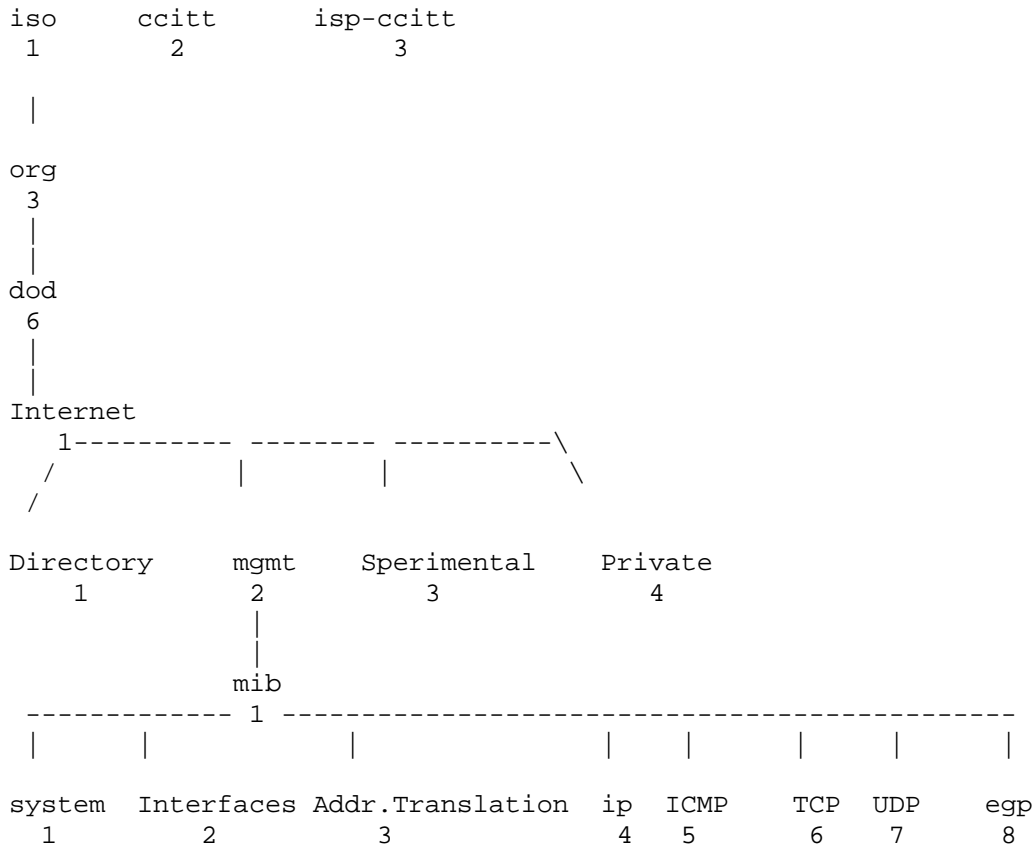 iso     ccitt      isp-ccitt
 1        2             3
 |
org
 3
 |
 |
dod
 6
 |
 |
Internet
   1---------- -------- ----------\
  /           |        |           \
 /
Directory     mgmt    Sperimental    Private
    1          2          3             4
               |
               |
              mib
 ------------- 1 ----------------------------------------------
 |      |            |               |    |      |     |      |
system  Interfaces Addr.Translation  ip  ICMP    TCP  UDP    egp
  1         2          3              4   5       6    7      8